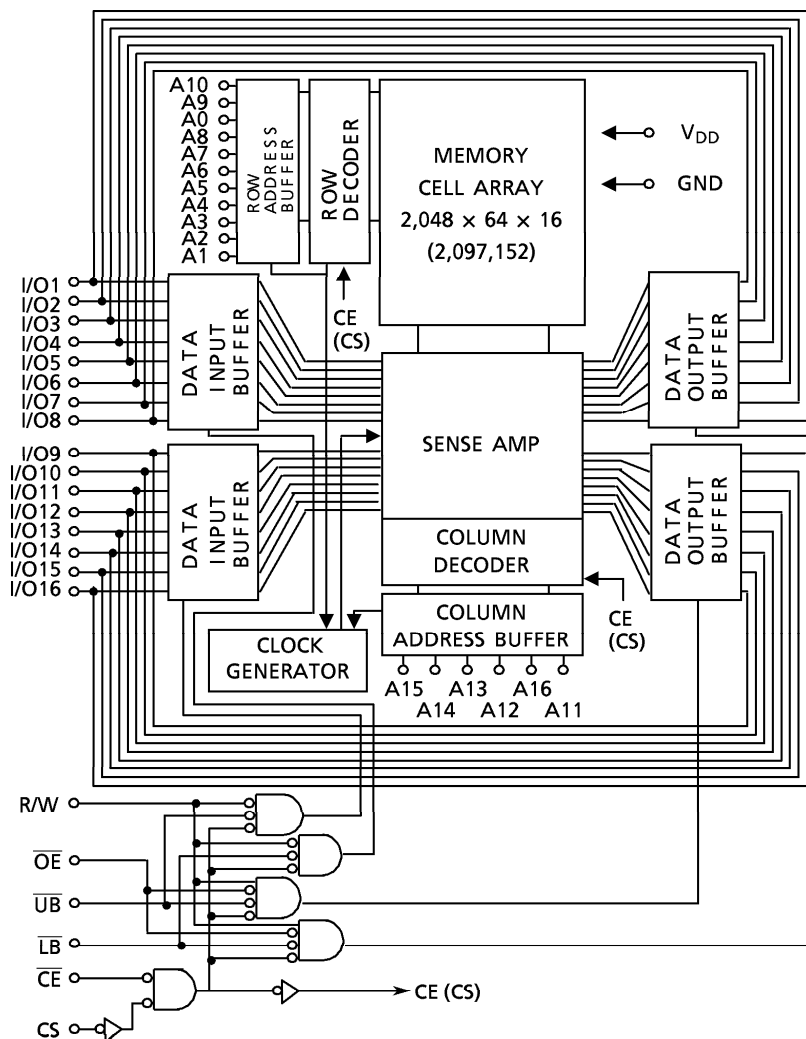 A10
A9
A0
A8
A7
A6
A5
A4
A3
A2
A1
ROW
ADDRESS
BUFFER
ROW
DECODER
MEMORY
CELL ARRAY
2,048 × 64 × 16
(2,097,152)
VDD
GND
CE
(CS)
I/O1
I/O2
I/O3
I/O4
I/O5
I/O6
I/O7
I/O8
DATA
INPUT
BUFFER
DATA
OUTPUT
BUFFER
I/O9
I/O10
I/O11
I/O12
I/O13
I/O14
I/O15
I/O16
DATA
INPUT
BUFFER
SENSE AMP
DATA
OUTPUT
BUFFER
COLUMN
DECODER
CE
(CS)
COLUMN
ADDRESS BUFFER
CLOCK
GENERATOR
A15 A13 A16
A14 A12 A11
R/W
OE
UB
LB
CE
CS
CE (CS)